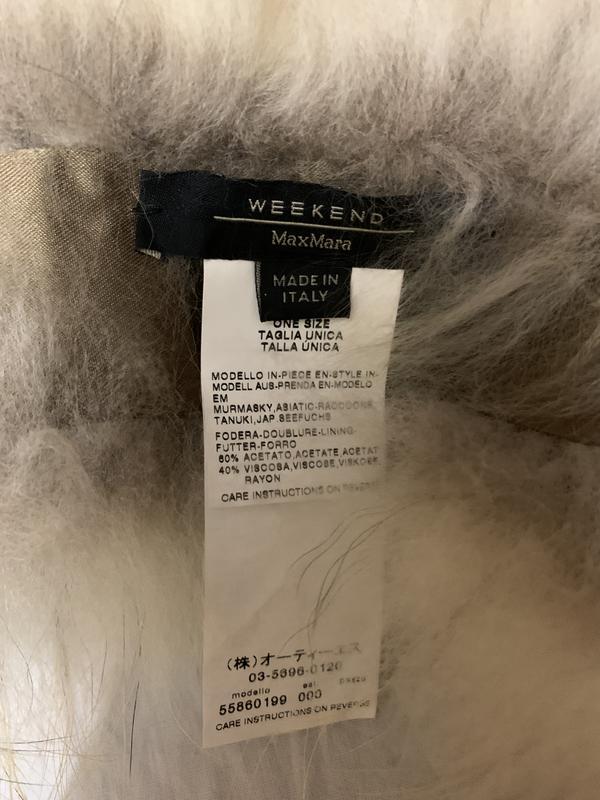 WEEKEND
MaxMara
MADE IN
ITALY
ONE SIZE
TAGLIA UNICA
TALLA ÚNICA
MODELLO IN-PIECE EN-STYLE IN-
MODELL AUS-PRENDA EN-MODELO
EM
MURMASKY,ASIATIC-RACCOON,
TANUKI,JAP.SEEFUCHS
FODERA-DOUBLURE-LINING-
FUTTER-FORRO
60% ACETATO,ACETATE,ACETAT
40% VISCOSA,VISCOSE,VISKOSE,
RAYON
CARE INSTRUCTIONS ON REVERSE
(株)オーティーエス
03-5696-0120
modello col.
55860199 000
CARE INSTRUCTIONS ON REVERSE